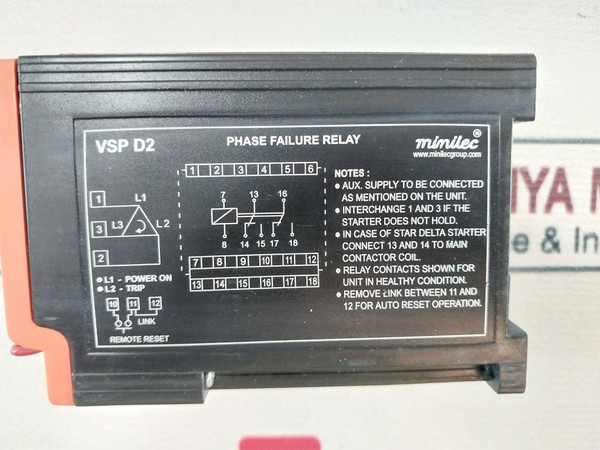 VSP D2
PHASE FAILURE RELAY
minilec®
www.minilecgroup.com
1 2 3 4 5 6
7 13 16
8 14 15 17 18
7 8 9 10 11 12
13 14 15 16 17 18
1 L1
3 L3 L2
2
L1 - POWER ON
L2 - TRIP
10 11 12
LINK
REMOTE RESET
NOTES :
• AUX. SUPPLY TO BE CONNECTED
AS MENTIONED ON THE UNIT.
• INTERCHANGE 1 AND 3 IF THE
STARTER DOES NOT HOLD.
• IN CASE OF STAR DELTA STARTER
CONNECT 13 AND 14 TO MAIN
CONTACTOR COIL.
• RELAY CONTACTS SHOWN FOR
UNIT IN HEALTHY CONDITION.
• REMOVE LINK BETWEEN 11 AND
12 FOR AUTO RESET OPERATION.
IYA M
e & In